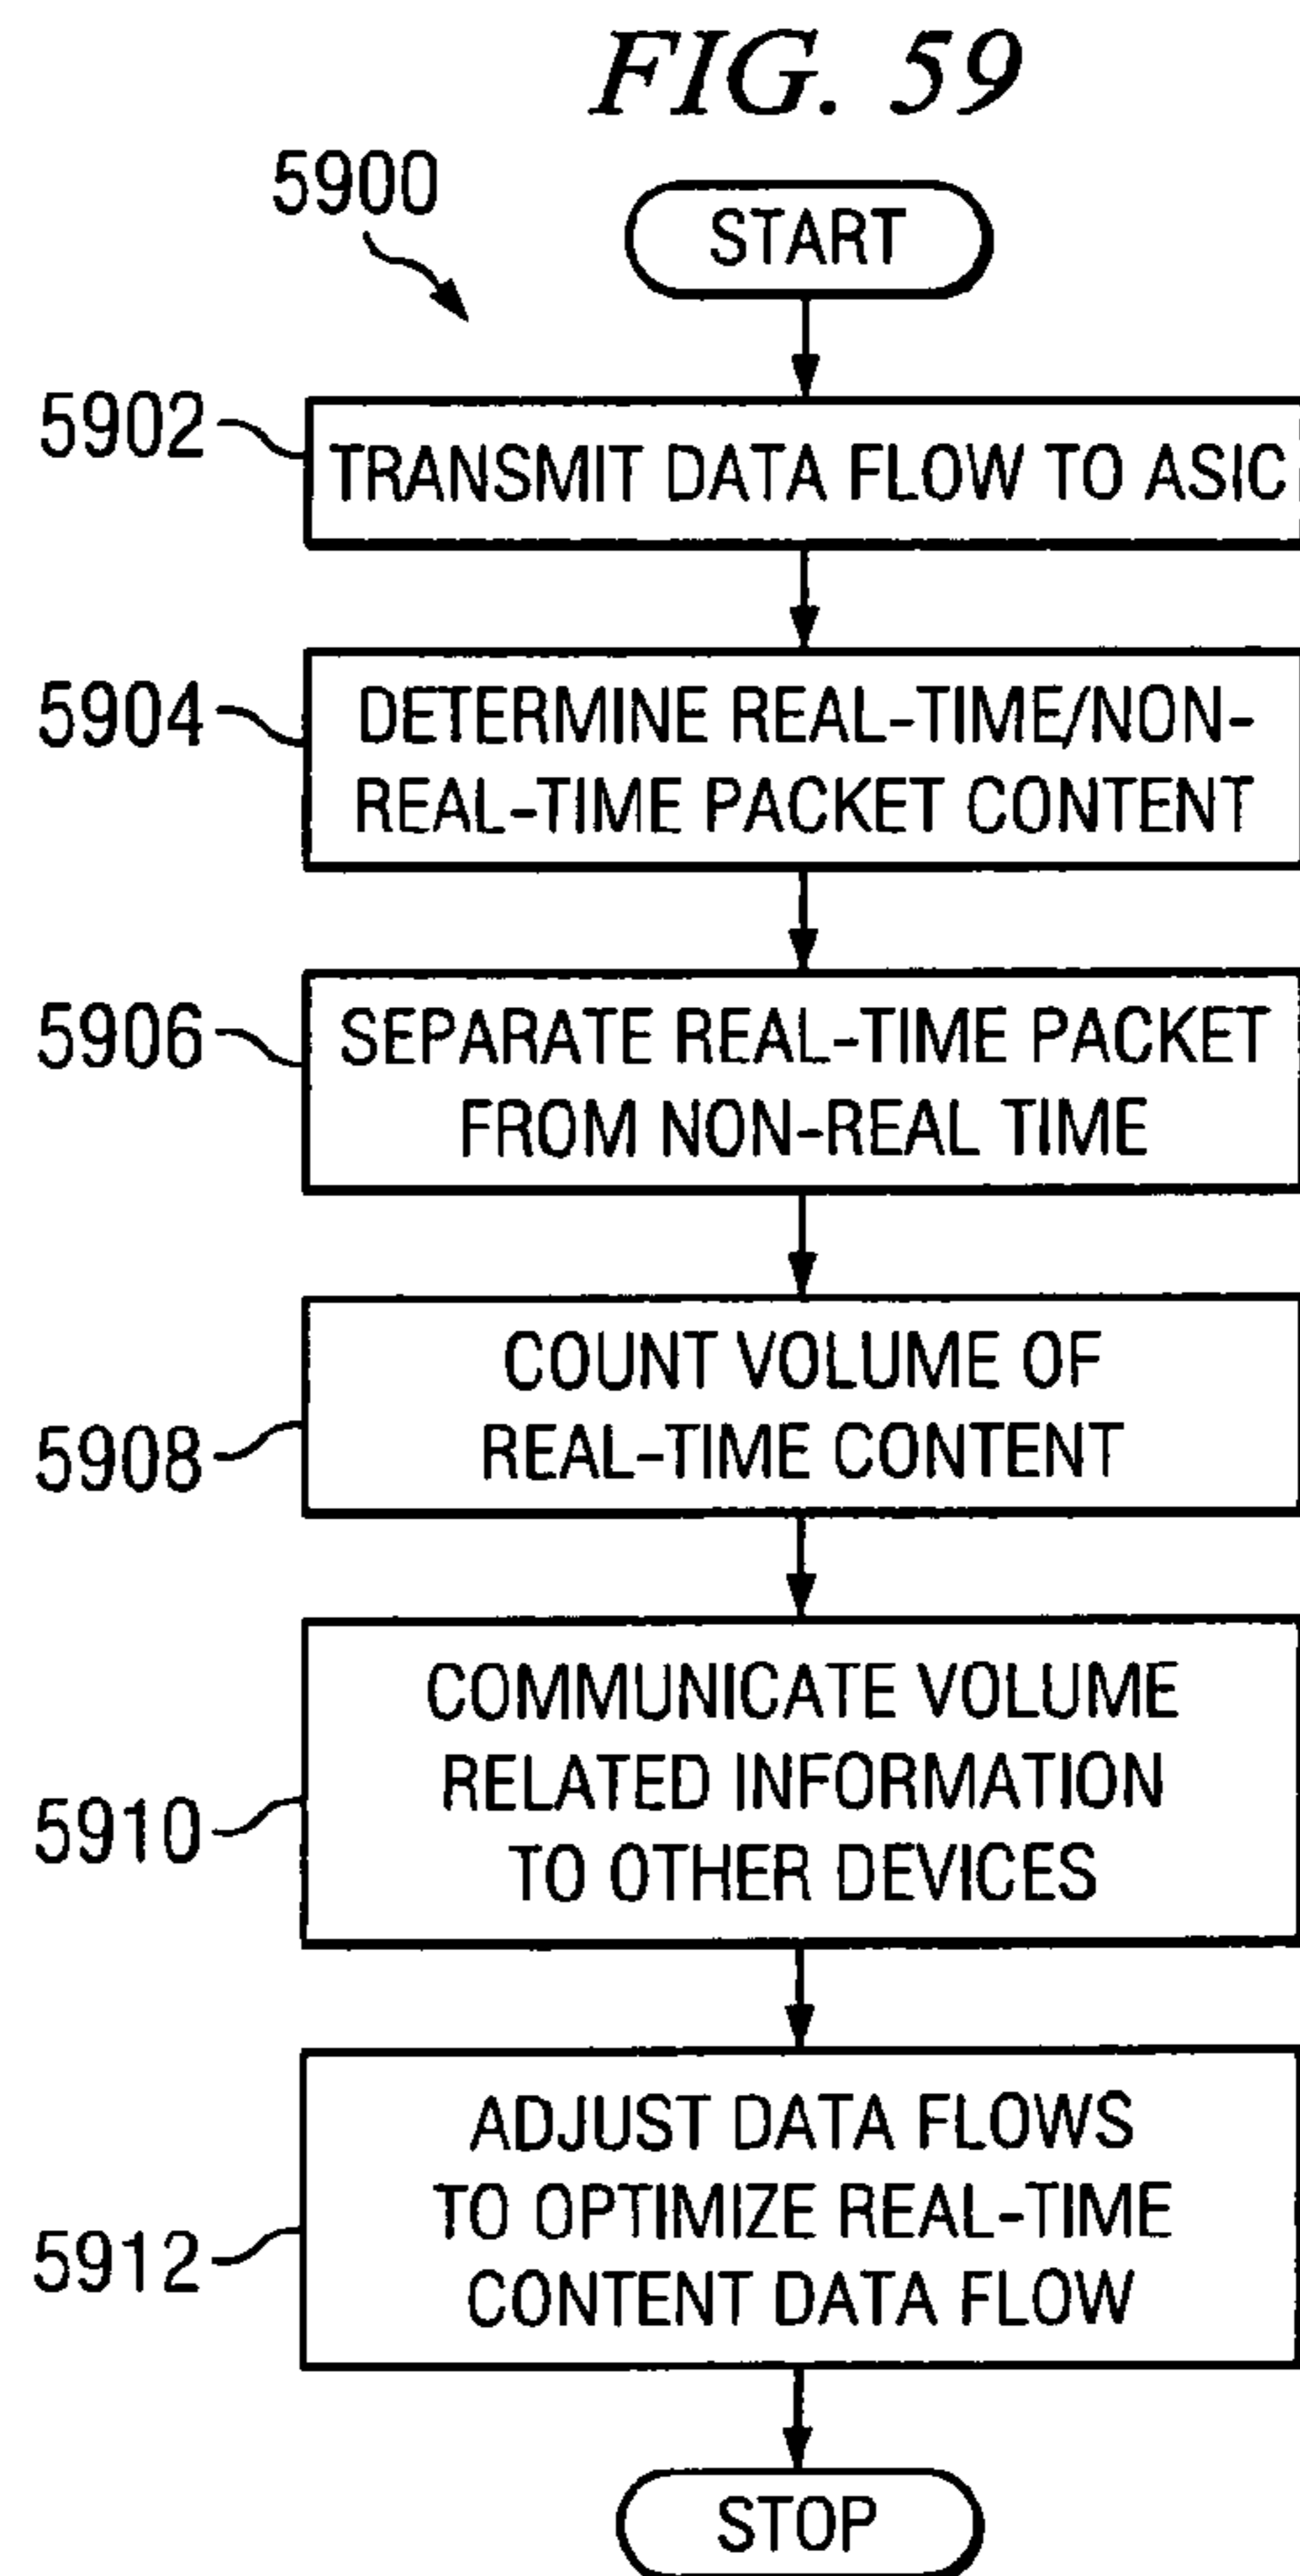 FIG. 59
5900
START
5902
TRANSMIT DATA FLOW TO ASIC
5904
DETERMINE REAL-TIME/NON-
REAL-TIME PACKET CONTENT
5906
SEPARATE REAL-TIME PACKET
FROM NON-REAL TIME
5908
COUNT VOLUME OF
REAL-TIME CONTENT
5910
COMMUNICATE VOLUME
RELATED INFORMATION
TO OTHER DEVICES
5912
ADJUST DATA FLOWS
TO OPTIMIZE REAL-TIME
CONTENT DATA FLOW
STOP